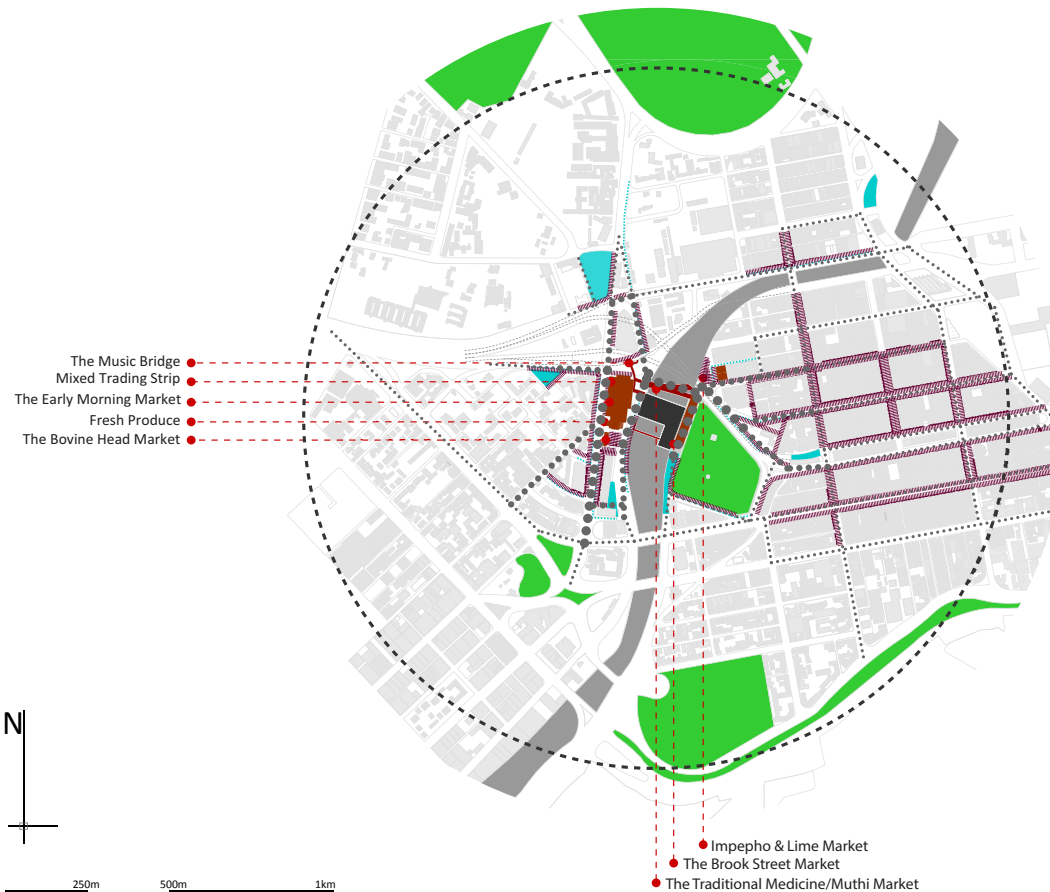 The Music Bridge
Mixed Trading Strip
The Early Morning Market
Fresh Produce
The Bovine Head Market
N
Impepho & Lime Market
The Brook Street Market
The Traditional Medicine/Muthi Market
250m 500m 1km